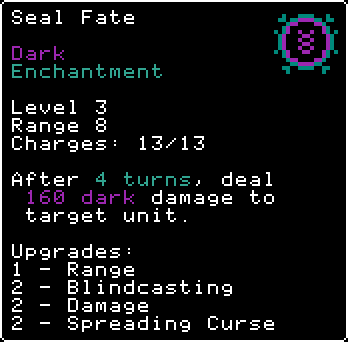 Seal Fate
Dark
Enchantment
Level 3
Range 8
Charges: 13/13
After 4 turns, deal
160 dark damage to
target unit.
Upgrades:
1 - Range
2 - Blindcasting
2 - Damage
2 - Spreading Curse